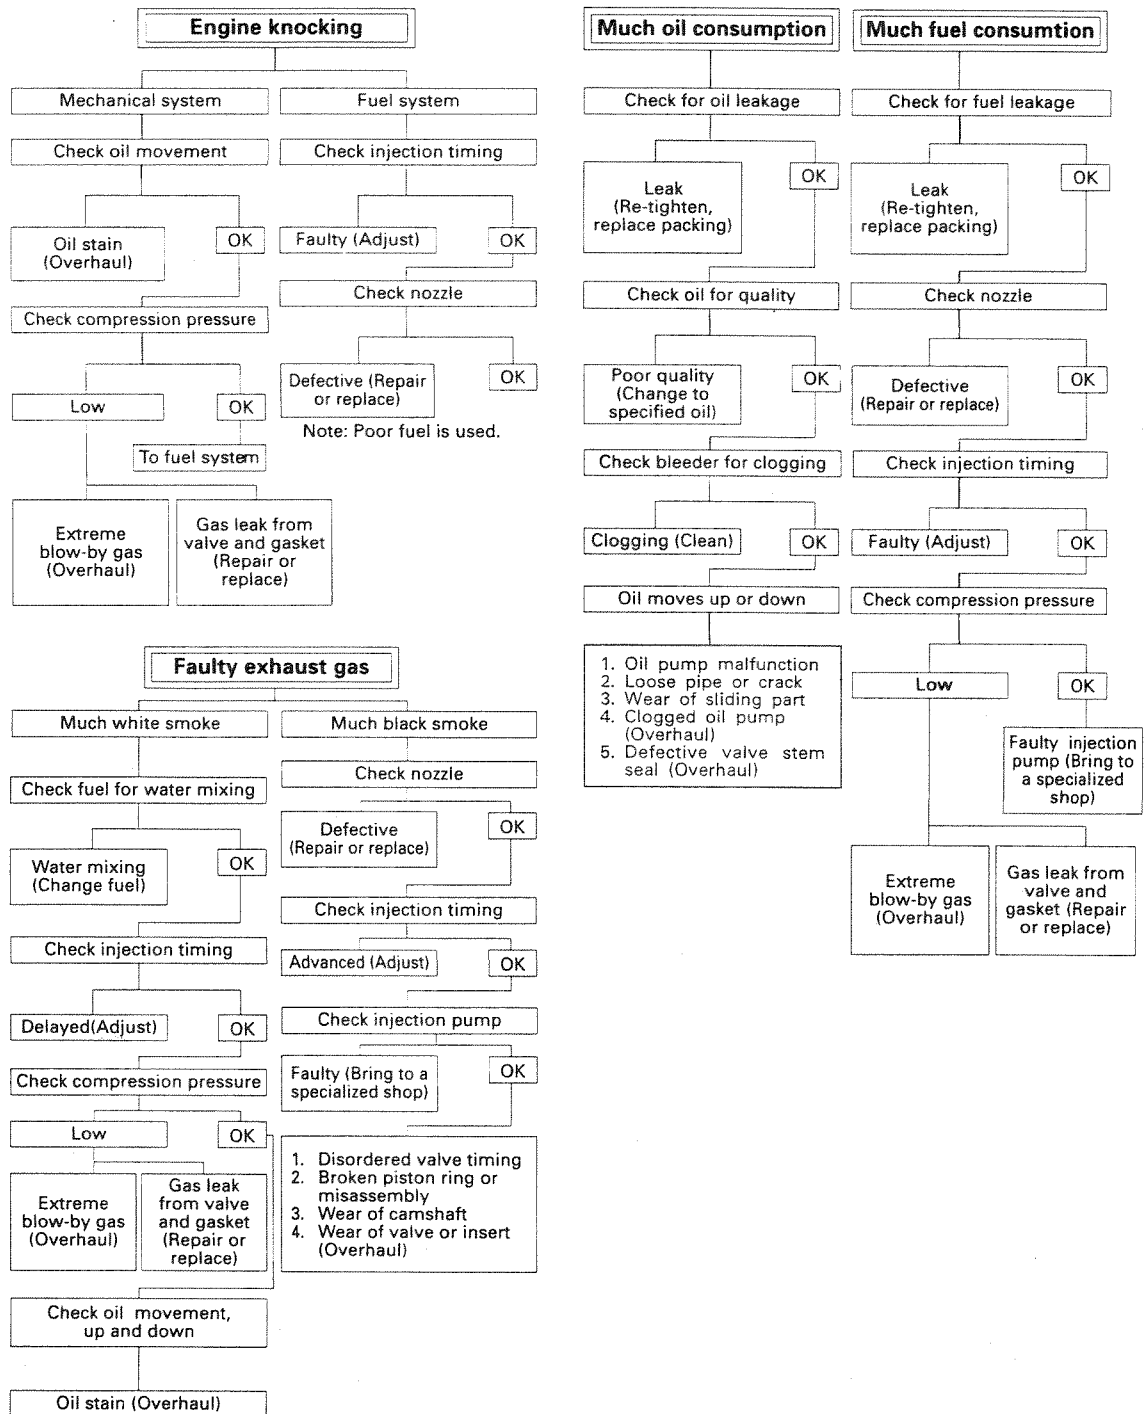 Engine knocking
Mechanical system
Check oil movement
Oil stain
(Overhaul)
OK
Check compression pressure
Low
OK
To fuel system
Extreme
blow-by gas
(Overhaul)
Gas leak from
valve and gasket
(Repair or
replace)
Fuel system
Check injection timing
Faulty (Adjust)
OK
Check nozzle
Defective (Repair
or replace)
OK
Note: Poor fuel is used.
Faulty exhaust gas
Much white smoke
Check fuel for water mixing
Water mixing
(Change fuel)
OK
Check injection timing
Delayed(Adjust)
OK
Check compression pressure
Low
OK
Extreme
blow-by gas
(Overhaul)
Gas leak
from valve
and gasket
(Repair or
replace)
Check oil movement,
up and down
Oil stain (Overhaul)
Much black smoke
Check nozzle
Defective
(Repair or replace)
OK
Check injection timing
Advanced (Adjust)
OK
Check injection pump
Faulty (Bring to a
specialized shop)
OK
1. Disordered valve timing
2. Broken piston ring or
misassembly
3. Wear of camshaft
4. Wear of valve or insert
(Overhaul)
Much oil consumption
Check for oil leakage
Leak
(Re-tighten,
replace packing)
OK
Check oil for quality
Poor quality
(Change to
specified oil)
OK
Check bleeder for clogging
Clogging (Clean)
OK
Oil moves up or down
1. Oil pump malfunction
2. Loose pipe or crack
3. Wear of sliding part
4. Clogged oil pump
(Overhaul)
5. Defective valve stem
seal (Overhaul)
Much fuel consumtion
Check for fuel leakage
Leak
(Re-tighten,
replace packing)
OK
Check nozzle
Defective
(Repair or replace)
OK
Check injection timing
Faulty (Adjust)
OK
Check compression pressure
Low
OK
Faulty injection
pump (Bring to
a specialized
shop)
Extreme
blow-by gas
(Overhaul)
Gas leak from
valve and
gasket (Repair
or replace)